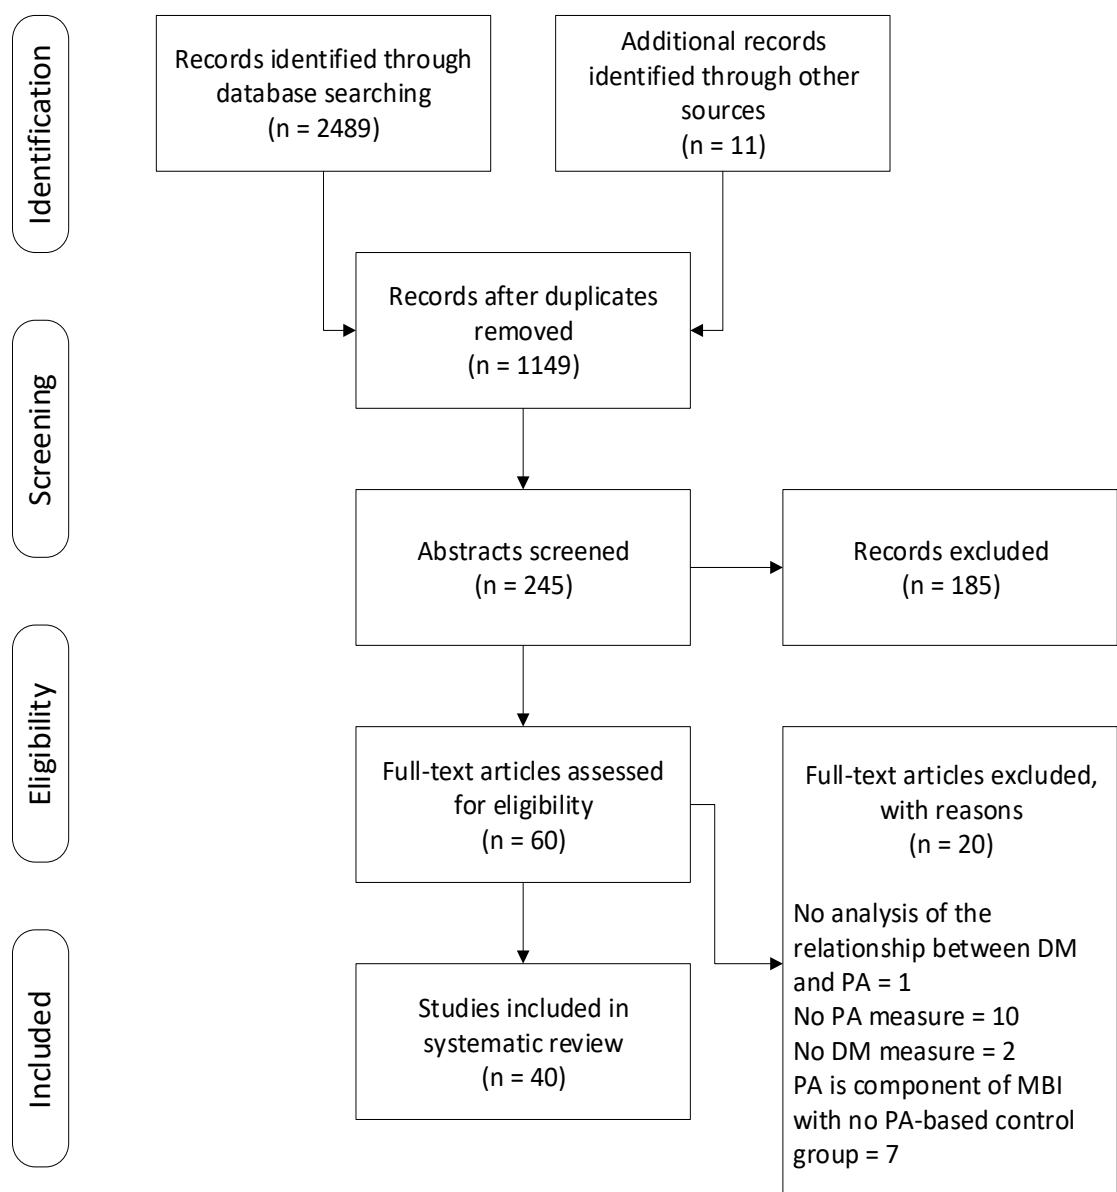 Identification
Records identified through
database searching
(n = 2489)
Additional records
identified through other
sources
(n = 11)
Records after duplicates
removed
(n = 1149)
Screening
Abstracts screened
(n = 245)
Records excluded
(n = 185)
Eligibility
Full-text articles assessed
for eligibility
(n = 60)
Full-text articles excluded,
with reasons
(n = 20)
No analysis of the
relationship between DM
and PA = 1
No PA measure = 10
No DM measure = 2
PA is component of MBI
with no PA-based control
group = 7
Included
Studies included in
systematic review
(n = 40)